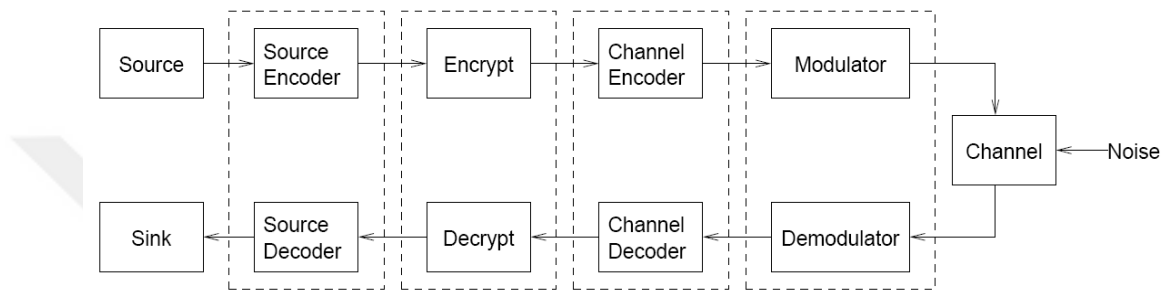 Source
Source
Encoder
Encrypt
Channel
Encoder
Modulator
Channel
Noise
Sink
Source
Decoder
Decrypt
Channel
Decoder
Demodulator